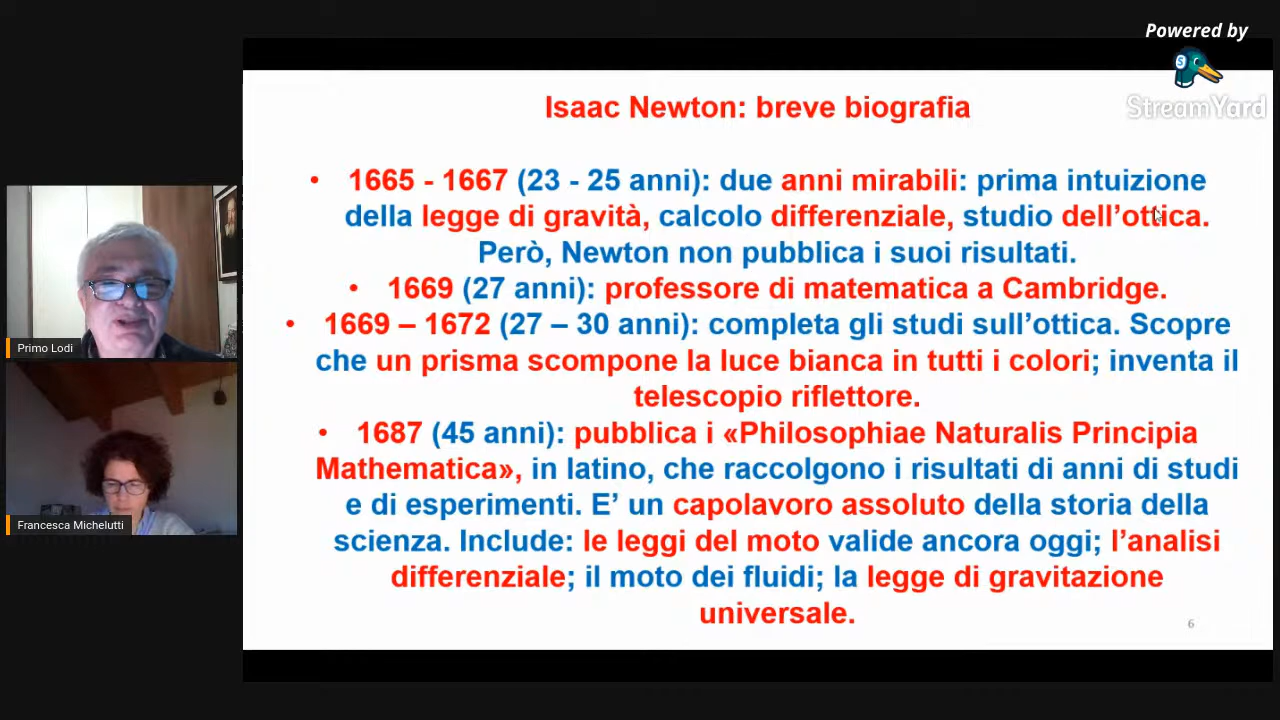 Powered by
StreamYard
Isaac Newton: breve biografia
• 1665 - 1667 (23 - 25 anni): due anni mirabili: prima intuizione
della legge di gravità, calcolo differenziale, studio dell’ottica.
Però, Newton non pubblica i suoi risultati.
• 1669 (27 anni): professore di matematica a Cambridge.
• 1669 – 1672 (27 – 30 anni): completa gli studi sull’ottica. Scopre
che un prisma scompone la luce bianca in tutti i colori; inventa il
telescopio riflettore.
• 1687 (45 anni): pubblica i «Philosophiae Naturalis Principia
Mathematica», in latino, che raccolgono i risultati di anni di studi
e di esperimenti. E’ un capolavoro assoluto della storia della
scienza. Include: le leggi del moto valide ancora oggi; l’analisi
differenziale; il moto dei fluidi; la legge di gravitazione
universale.
6
Primo Lodi
Francesca Michelutti